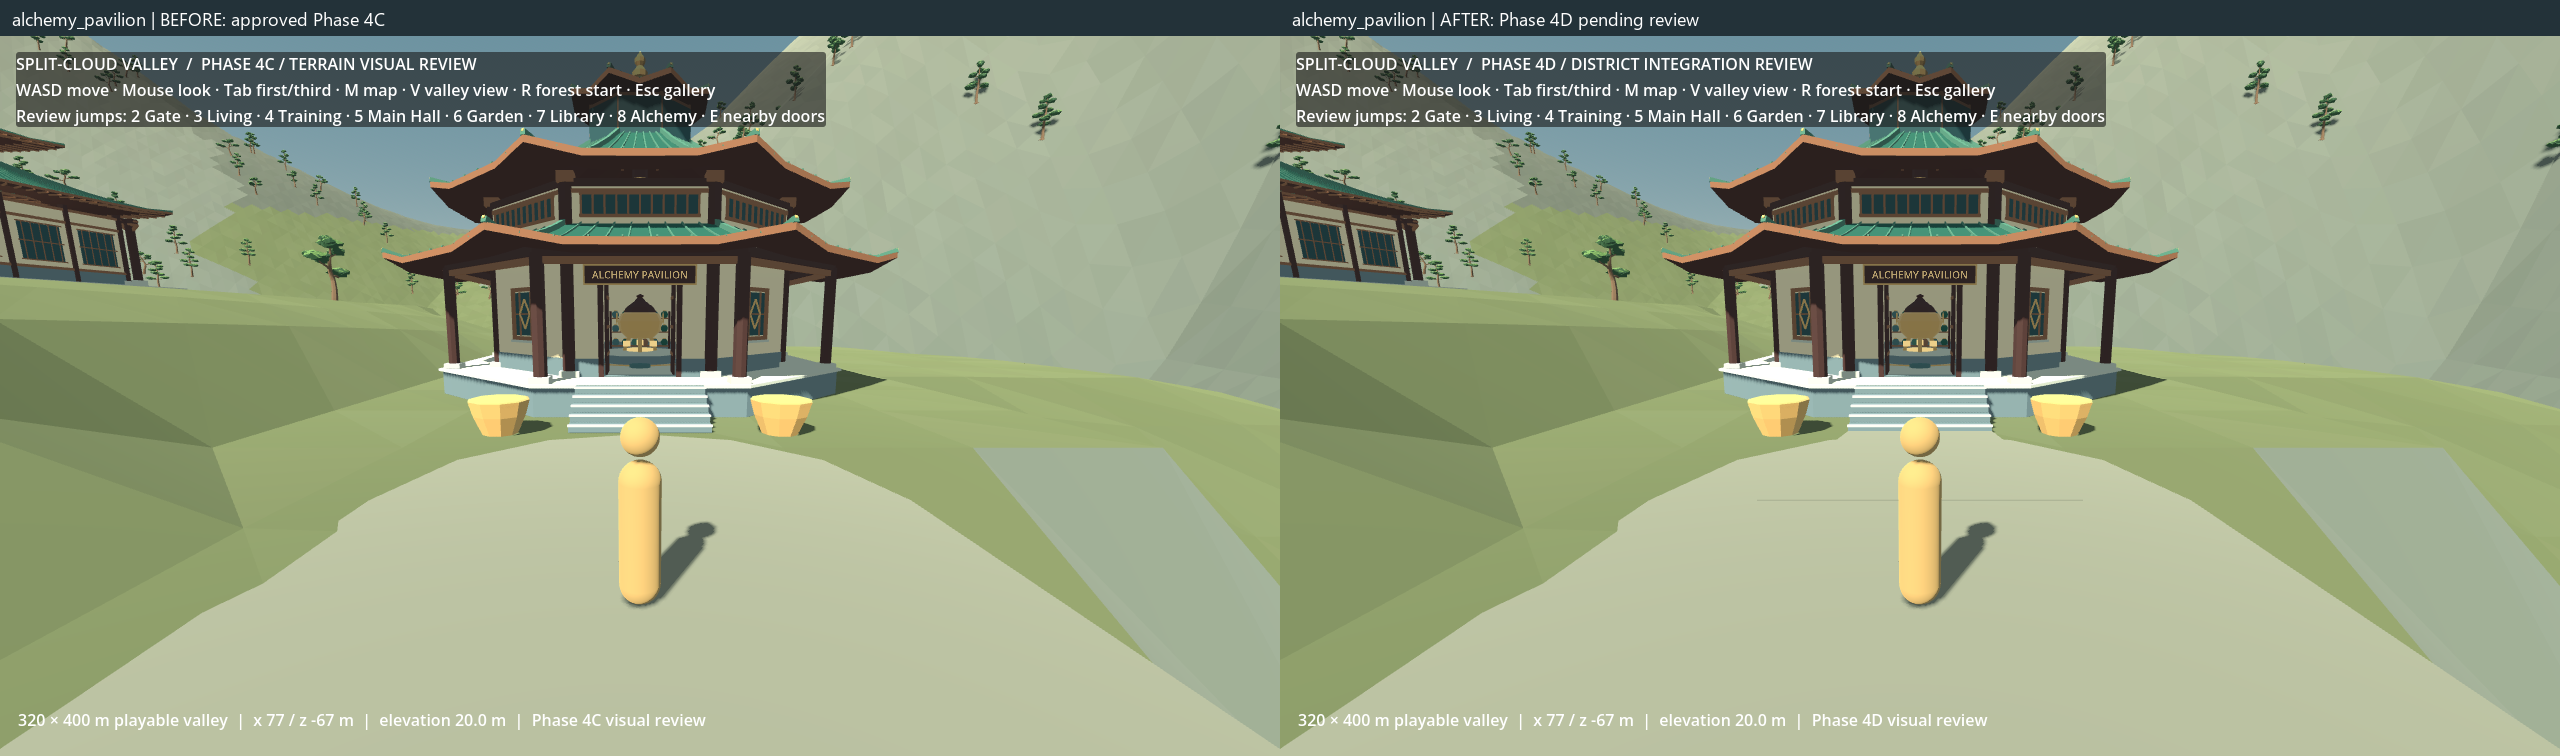 alchemy_pavilion | BEFORE: approved Phase 4C
SPLIT-CLOUD VALLEY / PHASE 4C / TERRAIN VISUAL REVIEW
WASD move · Mouse look · Tab first/third · M map · V valley view · R forest start · Esc gallery
Review jumps: 2 Gate · 3 Living · 4 Training · 5 Main Hall · 6 Garden · 7 Library · 8 Alchemy · E nearby doors
ALCHEMY PAVILION
320 × 400 m playable valley | x 77 / z -67 m | elevation 20.0 m | Phase 4C visual review
alchemy_pavilion | AFTER: Phase 4D pending review
SPLIT-CLOUD VALLEY / PHASE 4D / DISTRICT INTEGRATION REVIEW
WASD move · Mouse look · Tab first/third · M map · V valley view · R forest start · Esc gallery
Review jumps: 2 Gate · 3 Living · 4 Training · 5 Main Hall · 6 Garden · 7 Library · 8 Alchemy · E nearby doors
ALCHEMY PAVILION
320 × 400 m playable valley | x 77 / z -67 m | elevation 20.0 m | Phase 4D visual review